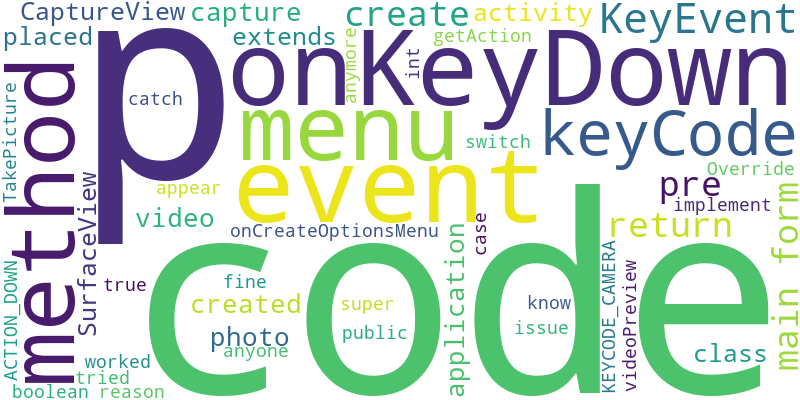 CaptureView
capture
create
activity
KeyEvent
placed
extends
getAction
anymore
int
p
onKeyDown
method
TakePicture
catch
menu
switch
keyCode
event
Override
appear
pre
implement
SurfaceView
video
onCreateOptionsMenu
case
return
main form
ACTION_DOWN
true
fine
created
super
know
application
KEYCODE_CAMERA
videoPreview
code
photo
public
issue
anyone
class
worked
tried
boolean
reason